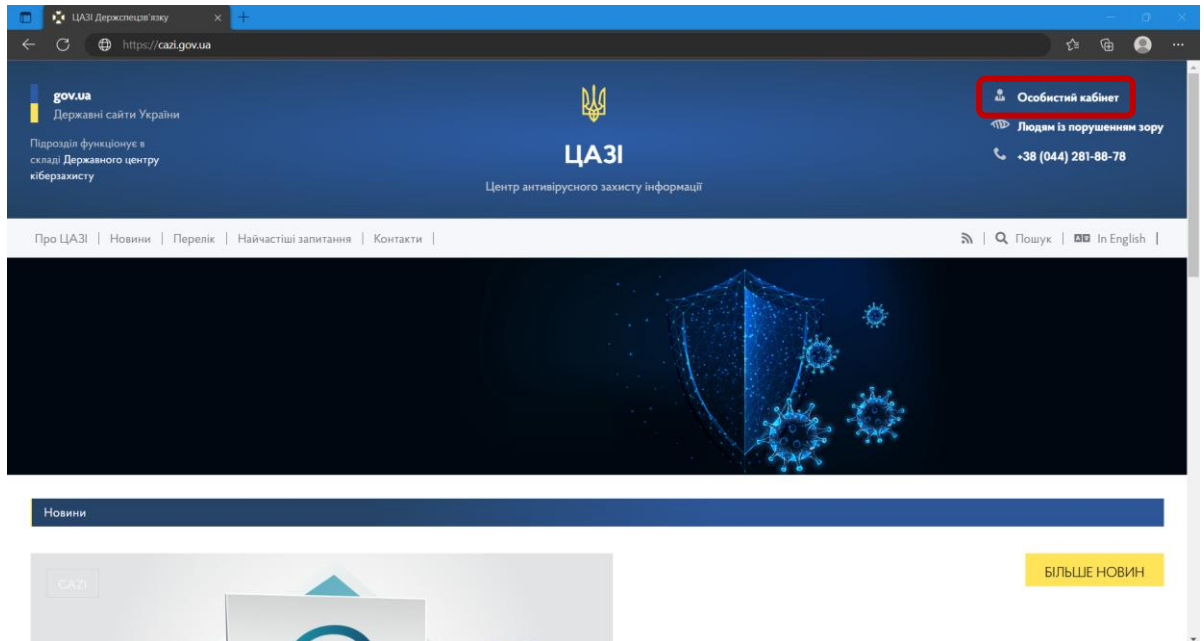 ЦАЗІ Держспецзв'язку
https://cazi.gov.ua
gov.ua
Державні сайти України
Підрозділ функціонує в
складі Державного центру
кіберзахисту
ЦАЗІ
Центр антивірусного захисту інформації
Особистий кабінет
Людям із порушенням зору
+38 (044) 281-88-78
Про ЦАЗІ | Новини | Перелік | Найчастіші запитання | Контакти |
Пошук | In English |
Новини
CAZI
БІЛЬШЕ НОВИН